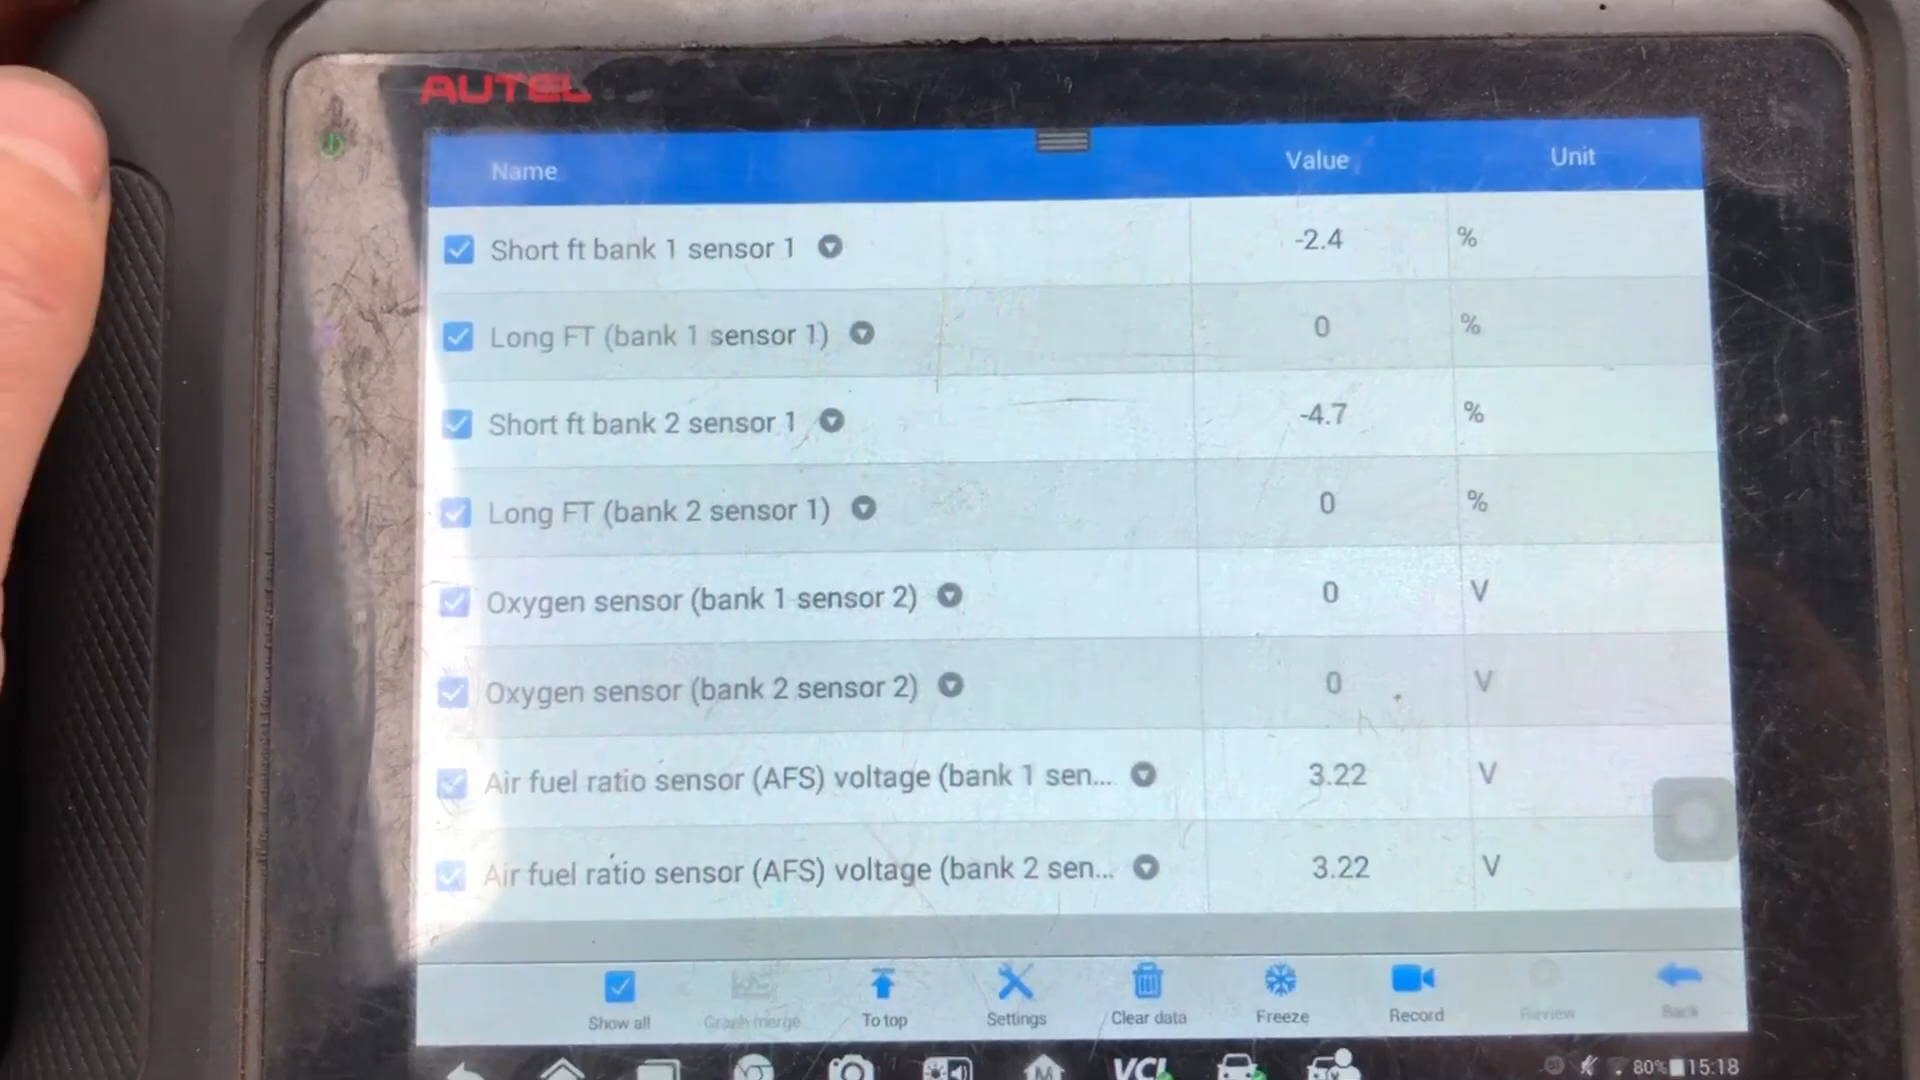 AUTEL
Name Value Unit
Short ft bank 1 sensor 1 -2.4 %
Long FT (bank 1 sensor 1) 0 %
Short ft bank 2 sensor 1 -4.7 %
Long FT (bank 2 sensor 1) 0 %
Oxygen sensor (bank 1 sensor 2) 0 V
Oxygen sensor (bank 2 sensor 2) 0 V
Air fuel ratio sensor (AFS) voltage (bank 1 sen... 3.22 V
Air fuel ratio sensor (AFS) voltage (bank 2 sen... 3.22 V
Show all Graph merge To top Settings Clear data Freeze Record Review Back
M VCI 80% 15:18